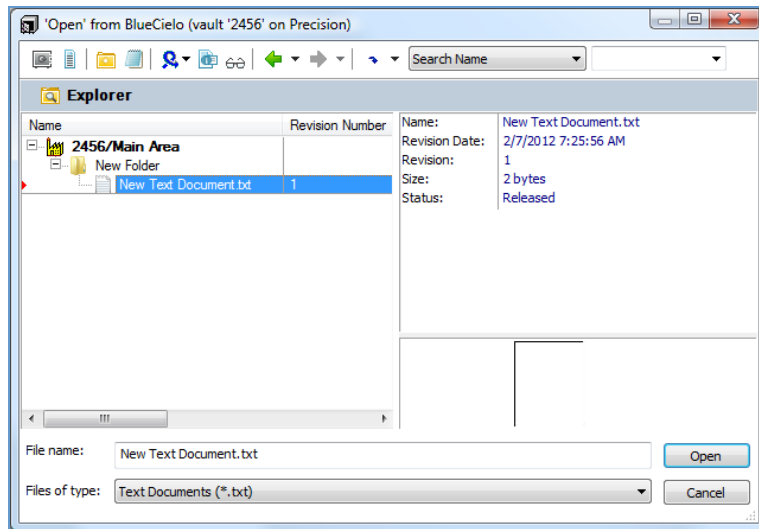 'Open' from BlueCielo (vault '2456' on Precision)
Search Name
Explorer
Name Revision Number
2456/Main Area
New Folder
New Text Document.txt 1
Name: New Text Document.txt
Revision Date: 2/7/2012 7:25:56 AM
Revision: 1
Size: 2 bytes
Status: Released
File name: New Text Document.txt Open
Files of type: Text Documents (*.txt) Cancel